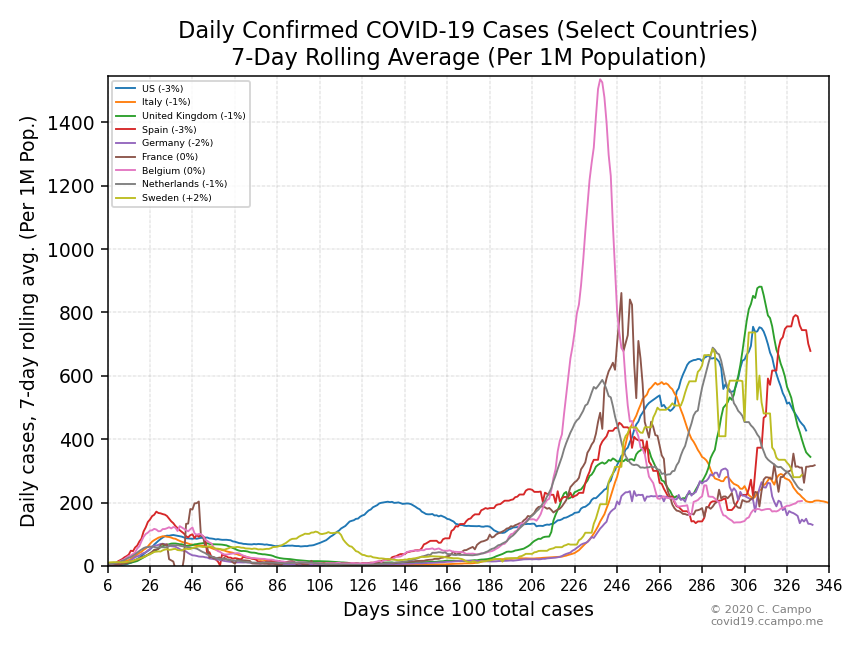 Daily Confirmed COVID-19 Cases (Select Countries)
7-Day Rolling Average (Per 1M Population)
Daily cases, 7-day rolling avg. (Per 1M Pop.)
1400
1200
1000
800
600
400
200
0
US (-3%)
Italy (-1%)
United Kingdom (-1%)
Spain (-3%)
Germany (-2%)
France (0%)
Belgium (0%)
Netherlands (-1%)
Sweden (+2%)
6 26 46 66 86 106 126 146 166 186 206 226 246 266 286 306 326 346
Days since 100 total cases
© 2020 C. Campo
covid19.ccampo.me